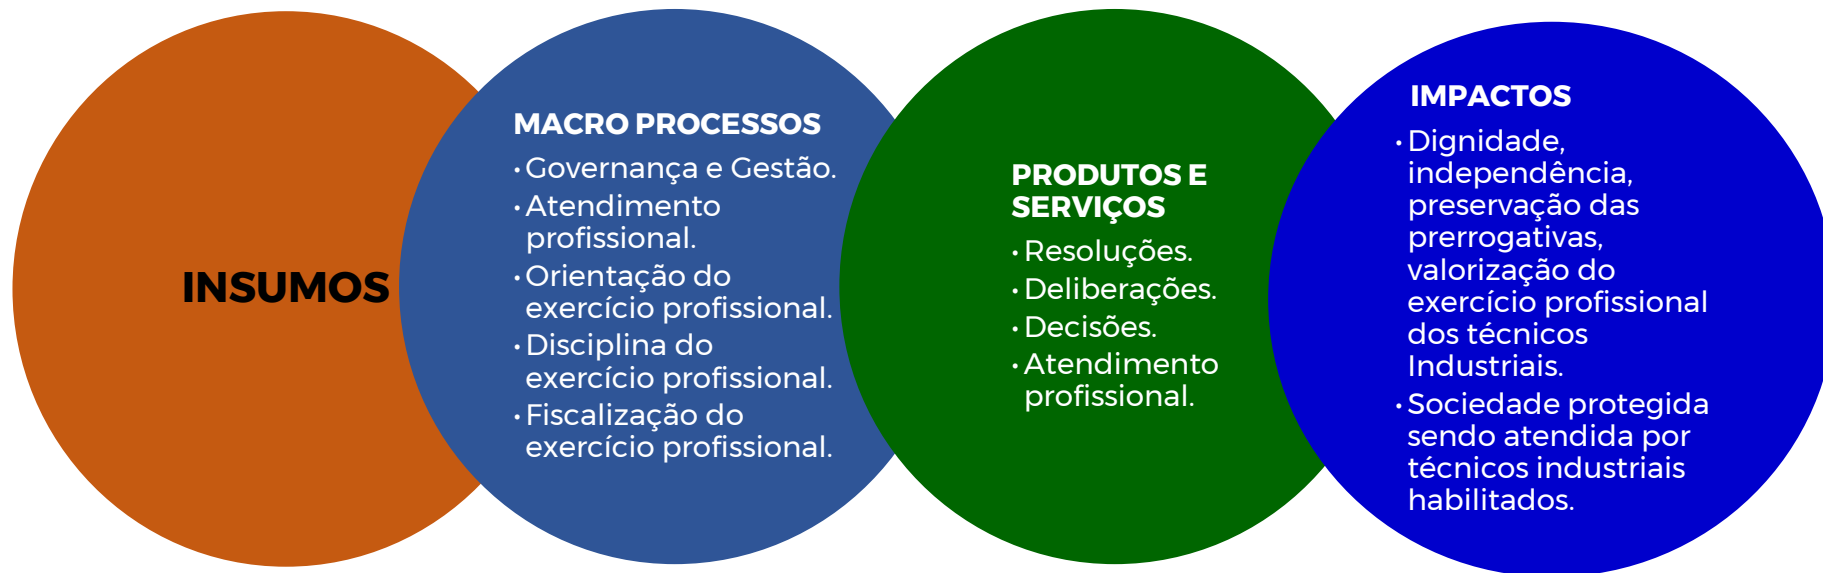 INSUMOS
MACRO PROCESSOS
• Governança e Gestão.
• Atendimento
profissional.
• Orientação do
exercício profissional.
• Disciplina do
exercício profissional.
• Fiscalização do
exercício profissional.
PRODUTOS E
SERVIÇOS
• Resoluções.
• Deliberações.
• Decisões.
• Atendimento
profissional.
IMPACTOS
• Dignidade,
independência,
preservação das
prerrogativas,
valorização do
exercício profissional
dos técnicos
Industriais.
• Sociedade protegida
sendo atendida por
técnicos industriais
habilitados.